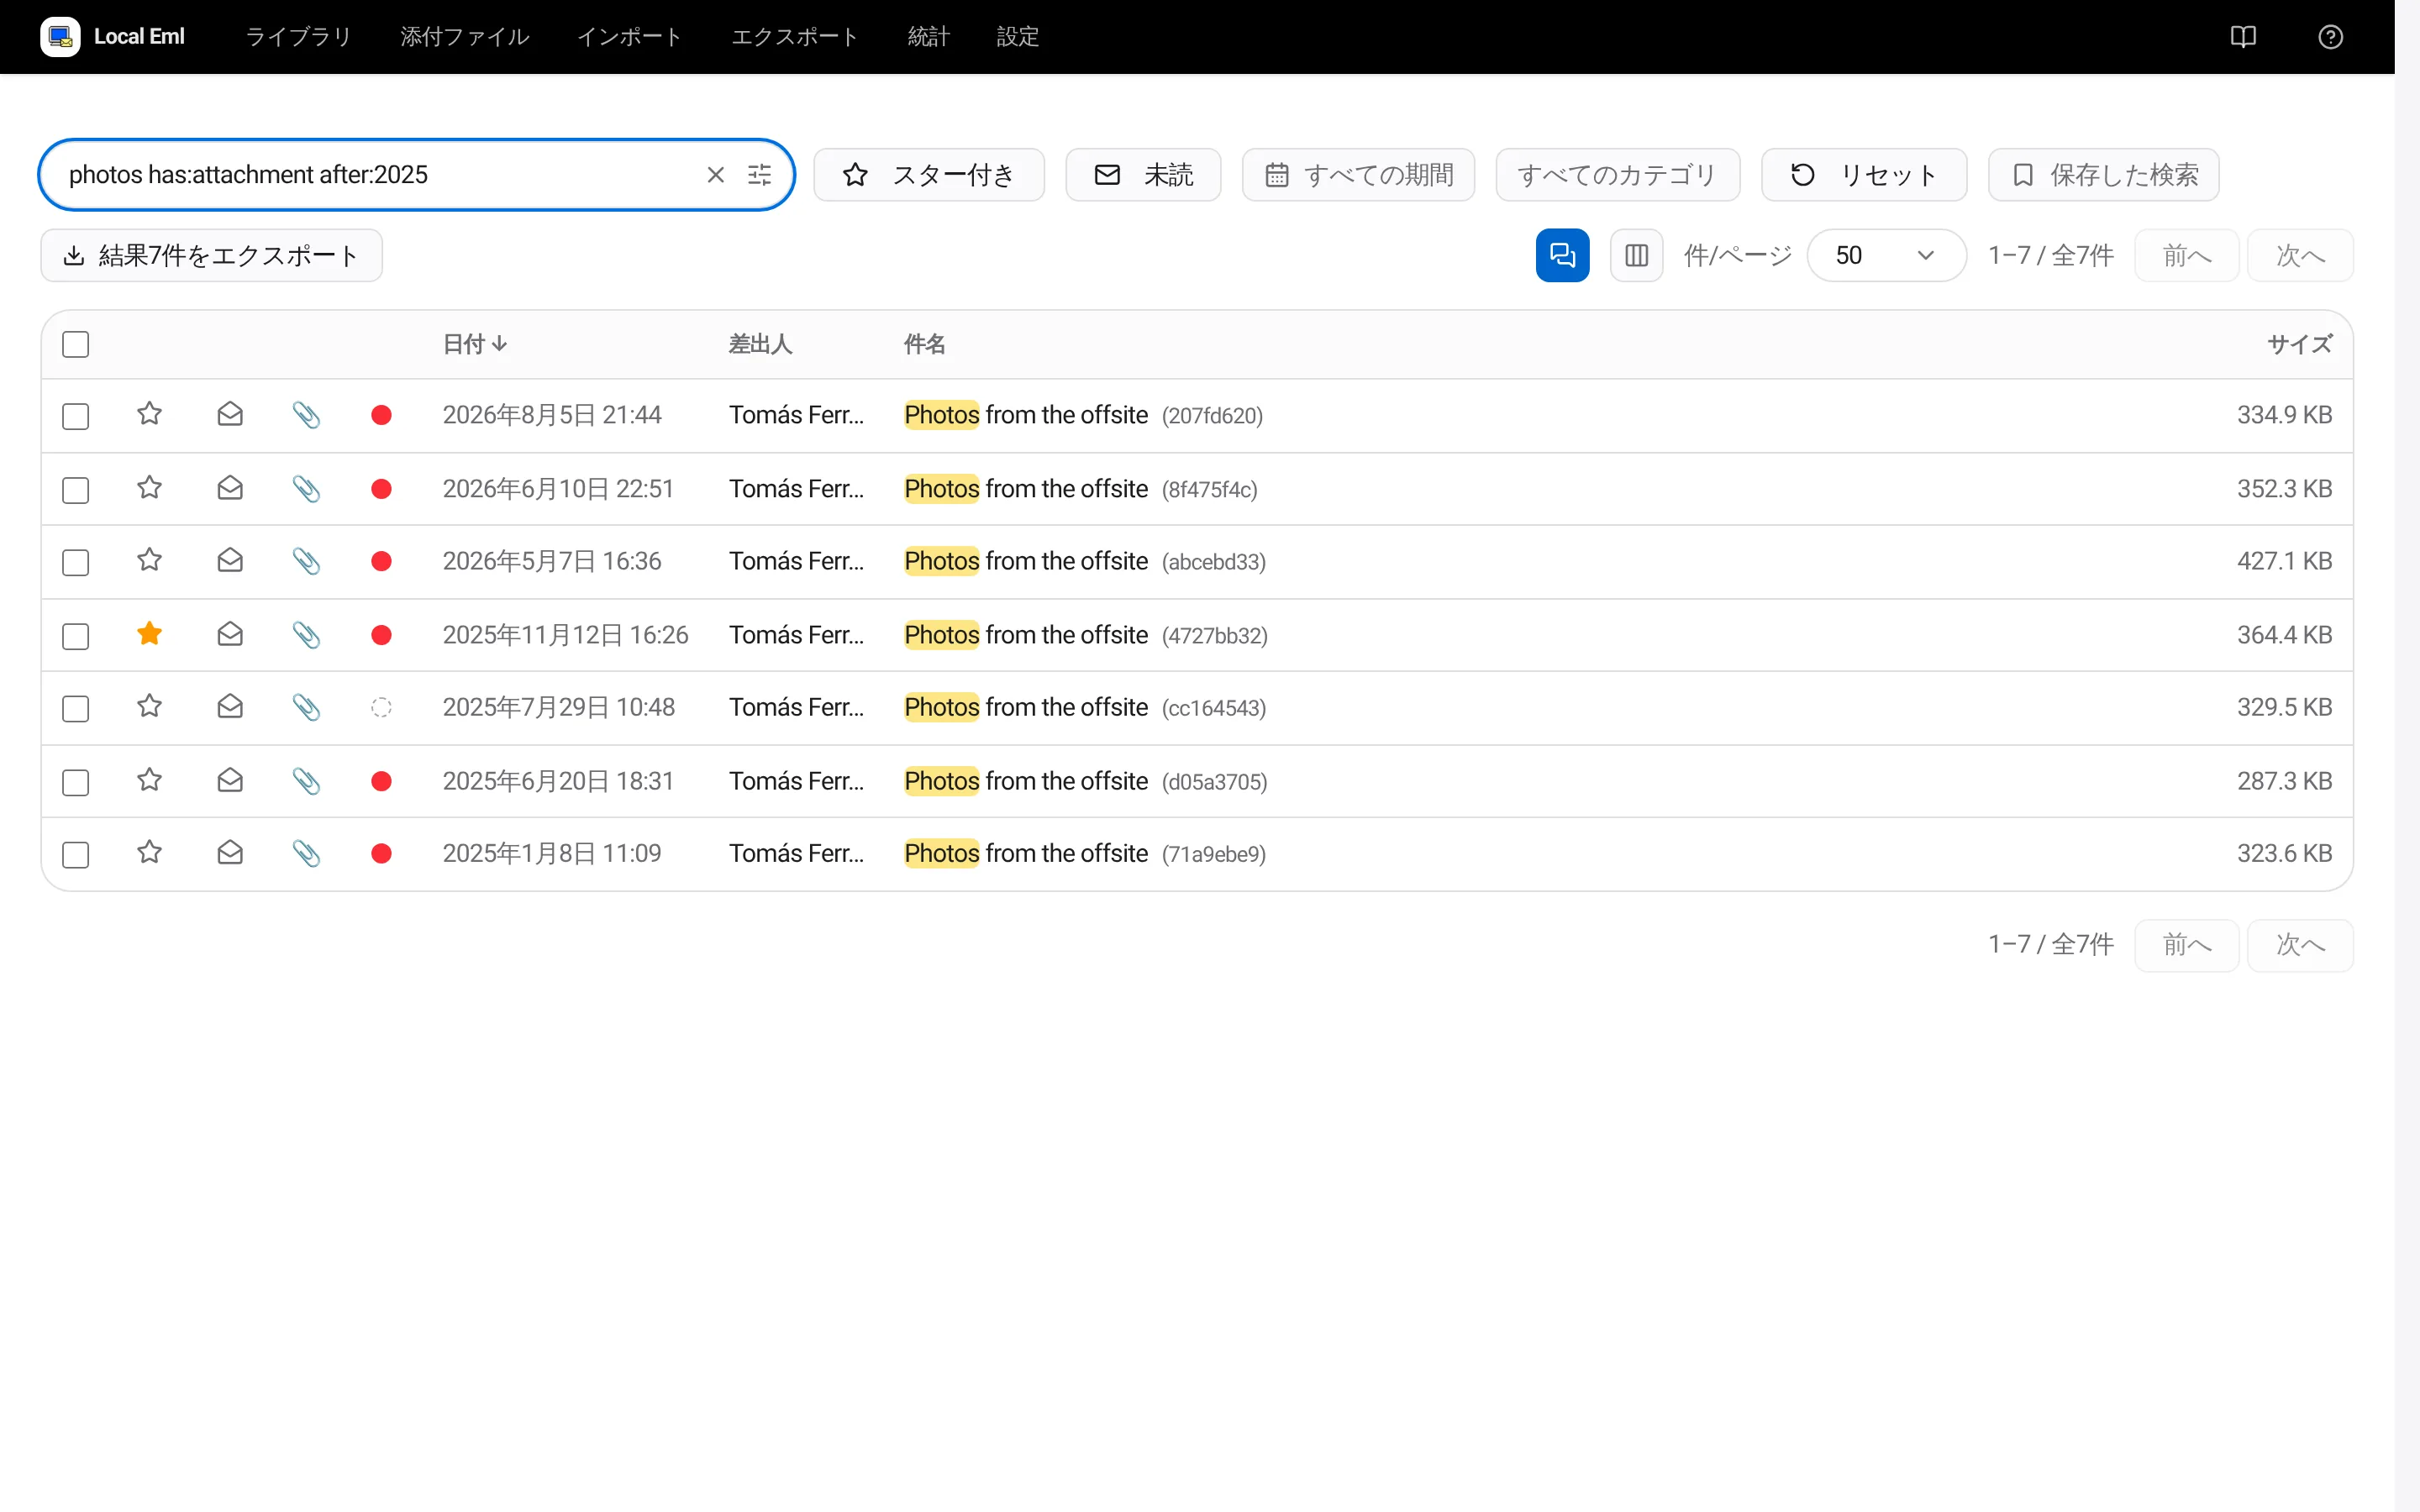 Local Eml ライブラリ 添付ファイル インポート エクスポート 統計 設定
photos has:attachment after:2025 スター付き 未読 すべての期間 すべてのカテゴリ リセット 保存した検索
結果7件をエクスポート 件/ページ 50 1–7 / 全7件 前へ 次へ
日付 ↓ 差出人 件名 サイズ
2026年8月5日 21:44 Tomás Ferr... Photos from the offsite (207fd620) 334.9 KB
2026年6月10日 22:51 Tomás Ferr... Photos from the offsite (8f475f4c) 352.3 KB
2026年5月7日 16:36 Tomás Ferr... Photos from the offsite (abcebd33) 427.1 KB
2025年11月12日 16:26 Tomás Ferr... Photos from the offsite (4727bb32) 364.4 KB
2025年7月29日 10:48 Tomás Ferr... Photos from the offsite (cc164543) 329.5 KB
2025年6月20日 18:31 Tomás Ferr... Photos from the offsite (d05a3705) 287.3 KB
2025年1月8日 11:09 Tomás Ferr... Photos from the offsite (71a9ebe9) 323.6 KB
1–7 / 全7件 前へ 次へ